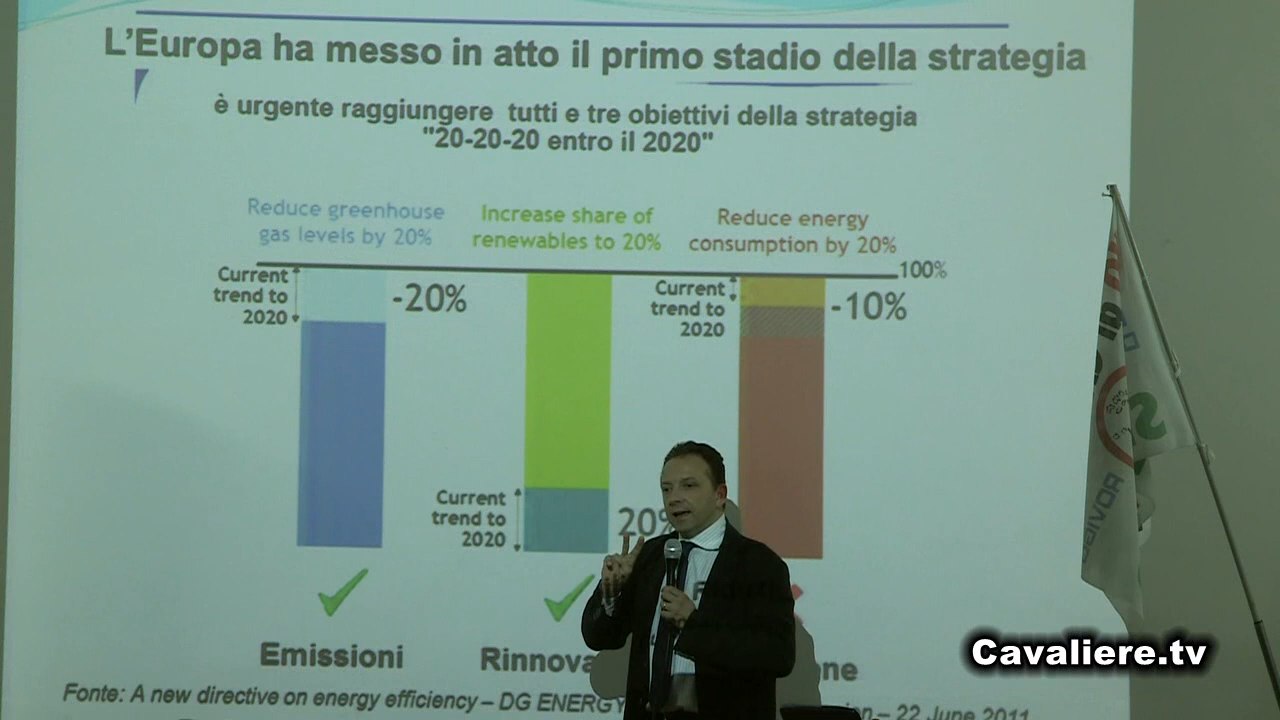 L'Europa ha messo in atto il primo stadio della strategia
è urgente raggiungere tutti e tre obiettivi della strategia
"20-20-20 entro il 2020"
Reduce greenhouse
gas levels by 20%
Increase share of
renewables to 20%
Reduce energy
consumption by 20%
100%
Current
trend to
2020
-20%
Current
trend to
2020
-10%
Current
trend to
2020
20%
Emissioni
Rinnova
ne
Fonte: A new directive on energy efficiency – DG ENERGY
– 22 June 2011
Cavaliere.tv